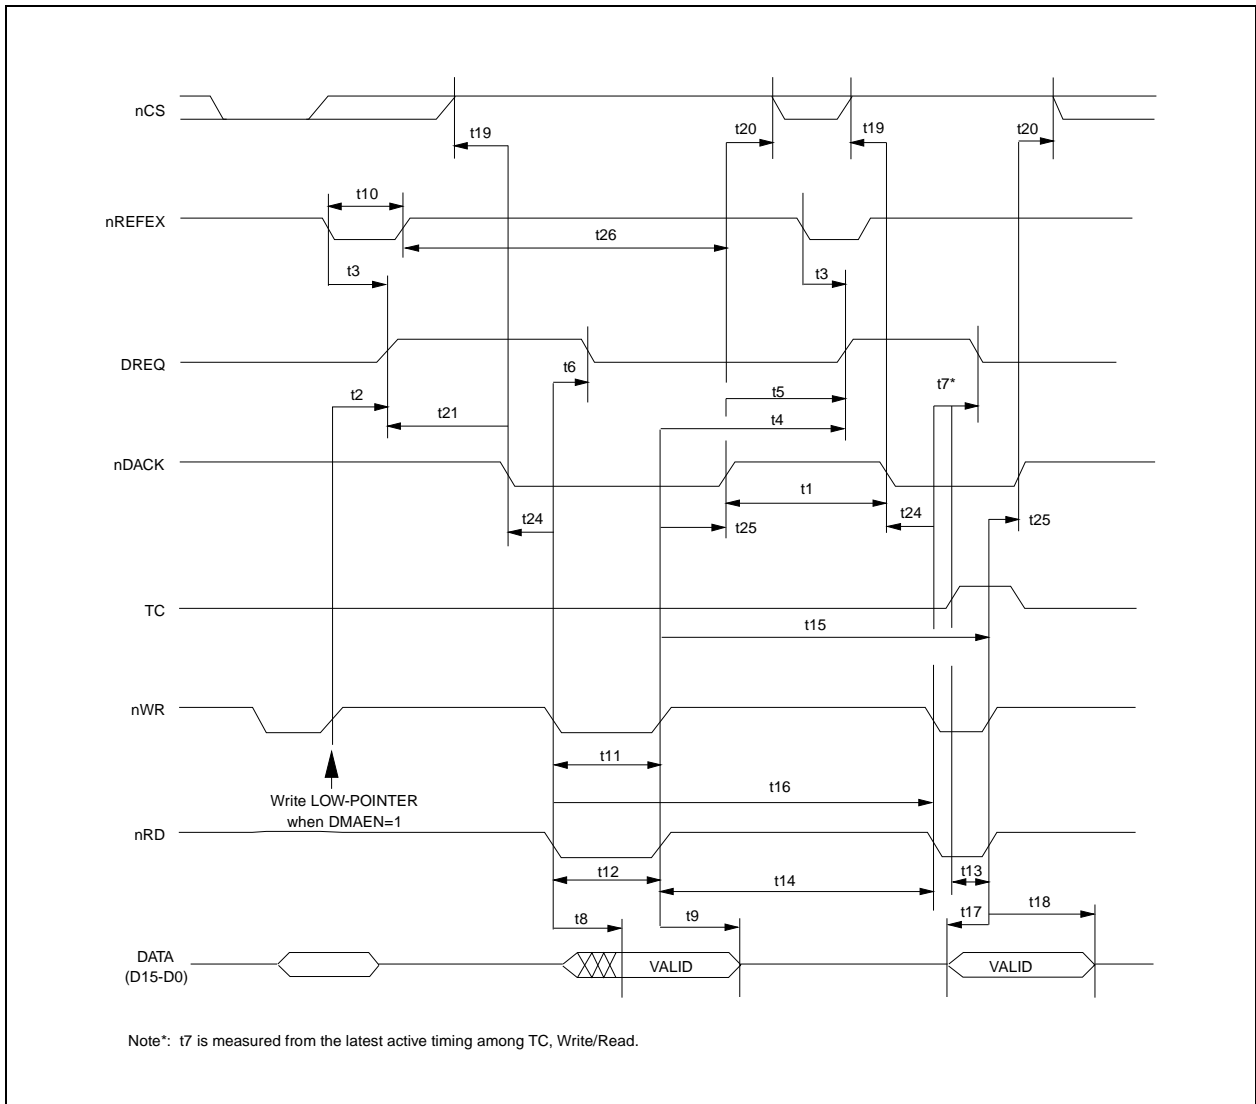 nCS
t19
t20
t19
t20
t10
nREFEX
t26
t3
t3
DREQ
t6
t7*
t2
t5
t21
t4
nDACK
t1
t24
t25
t24
t25
TC
t15
nWR
t11
t16
Write LOW-POINTER
when DMAEN=1
nRD
t12
t14
t13
t8
t9
t17
t18
DATA
(D15-D0)
VALID
VALID
Note*: t7 is measured from the latest active timing among TC, Write/Read.